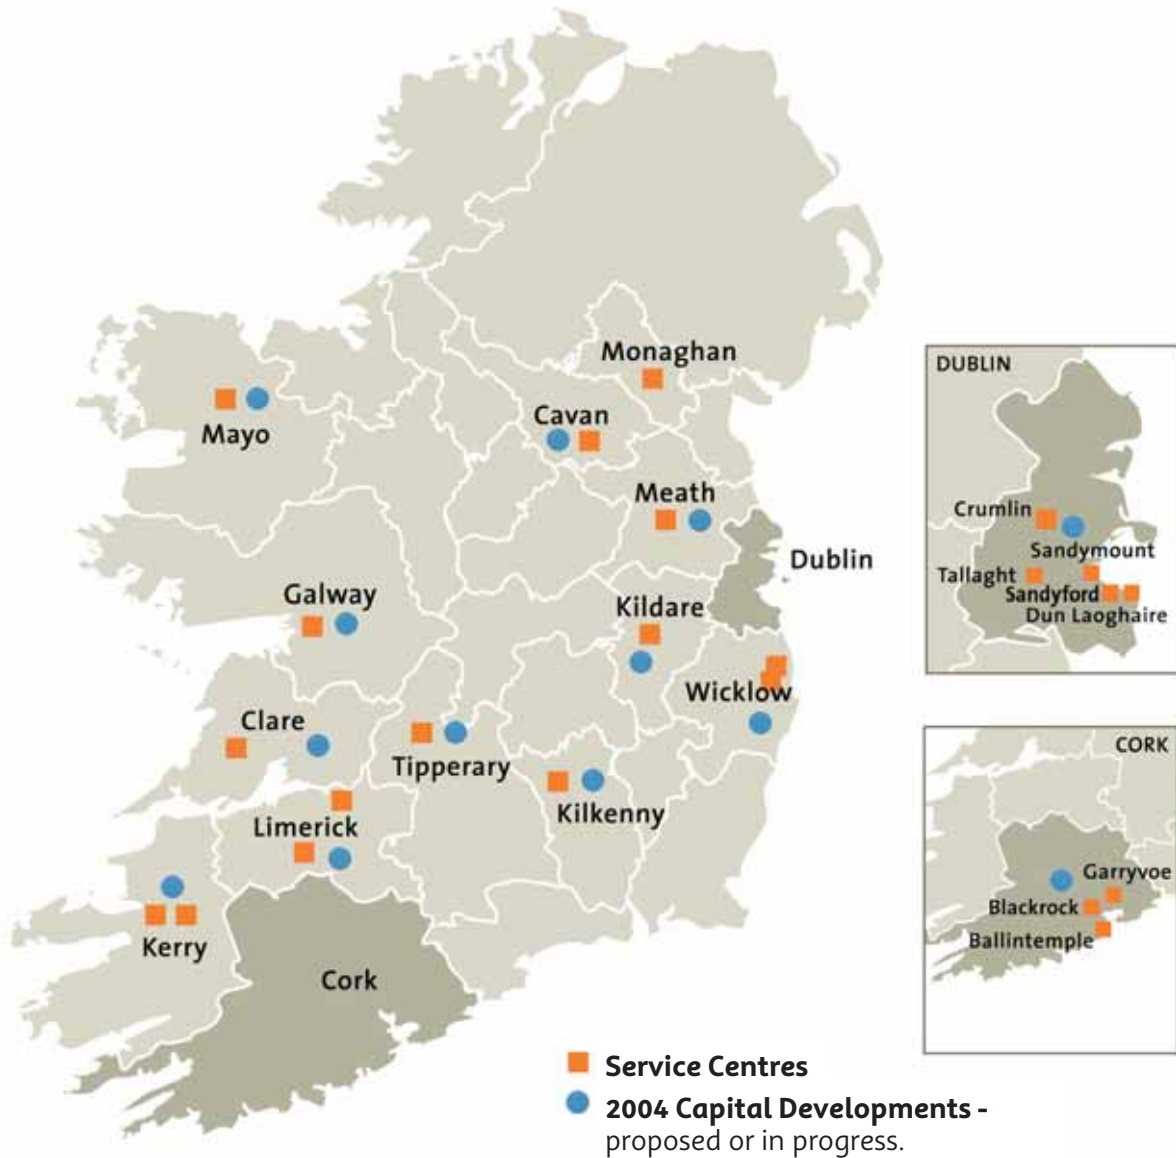 Monaghan
Cavan
Mayo
Meath
Dublin
Galway
Kildare
Wicklow
Clare
Tipperary
Kilkenny
Limerick
Kerry
Cork
DUBLIN
Crumlin
Sandymount
Tallaght
Sandyford
Dun Laoghaire
CORK
Garryvoe
Blackrock
Ballintemple
Service Centres
2004 Capital Developments -
proposed or in progress.